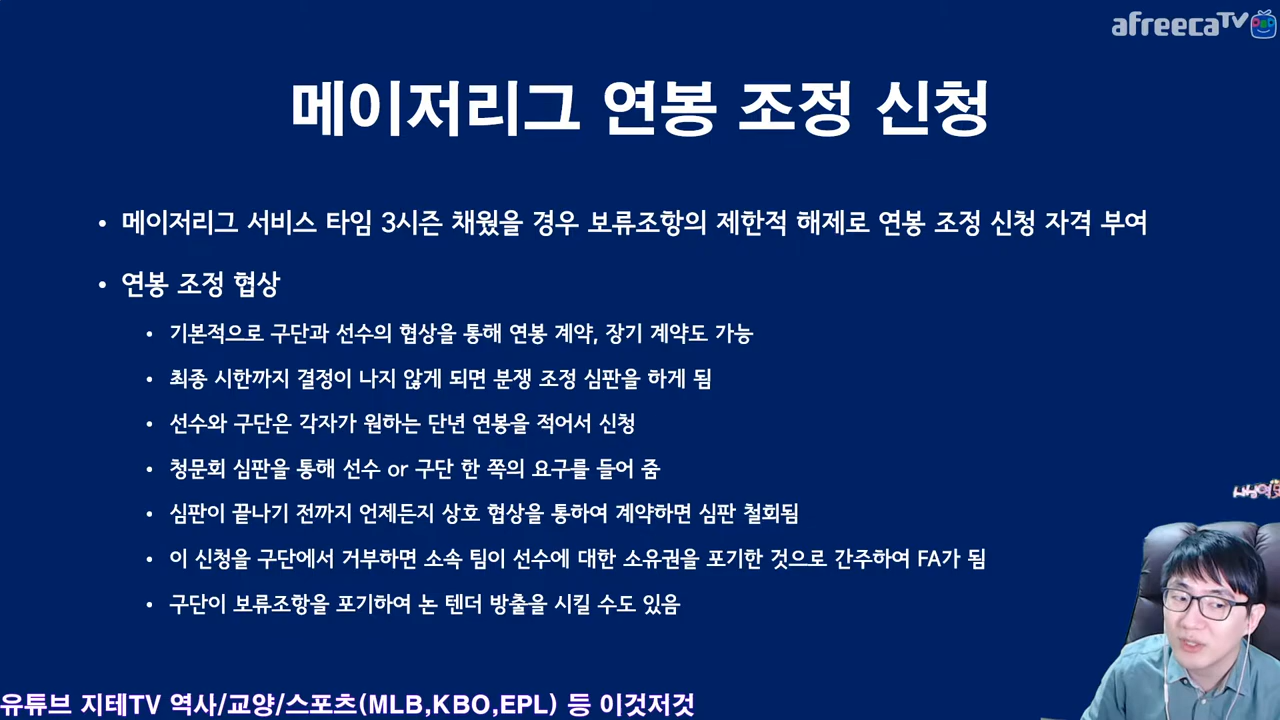 afreecaTV
메이저리그 연봉 조정 신청
• 메이저리그 서비스 타임 3시즌 채웠을 경우 보류조항의 제한적 해제로 연봉 조정 신청 자격 부여
• 연봉 조정 협상
• 기본적으로 구단과 선수의 협상을 통해 연봉 계약, 장기 계약도 가능
• 최종 시한까지 결정이 나지 않게 되면 분쟁 조정 심판을 하게 됨
• 선수와 구단은 각자가 원하는 단년 연봉을 적어서 신청
• 청문회 심판을 통해 선수 or 구단 한 쪽의 요구를 들어 줌
• 심판이 끝나기 전까지 언제든지 상호 협상을 통하여 계약하면 심판 철회됨
• 이 신청을 구단에서 거부하면 소속 팀이 선수에 대한 소유권을 포기한 것으로 간주하여 FA가 됨
• 구단이 보류조항을 포기하여 논 텐더 방출을 시킬 수도 있음
유튜브 지테TV 역사/교양/스포츠(MLB,KBO,EPL) 등 이것저것